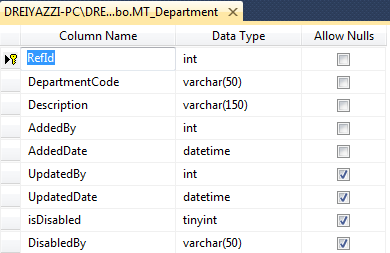 DREIYAZZI-PC\DRE...bo.MT_Department
Column Name Data Type Allow Nulls
RefId int
DepartmentCode varchar(50)
Description varchar(150)
AddedBy int
AddedDate datetime
UpdatedBy int
UpdatedDate datetime
isDisabled tinyint
DisabledBy varchar(50)